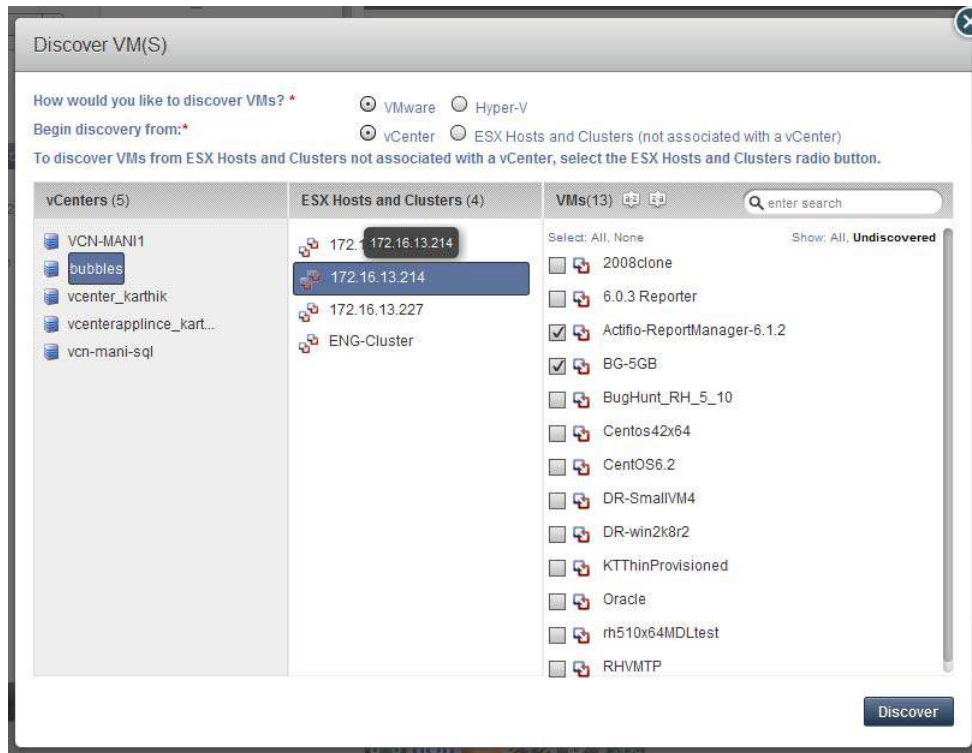 Discover VM(S)
How would you like to discover VMs? * VMware Hyper-V
Begin discovery from:* vCenter ESX Hosts and Clusters (not associated with a vCenter)
To discover VMs from ESX Hosts and Clusters not associated with a vCenter, select the ESX Hosts and Clusters radio button.
vCenters (5)
VCN-MANI1
bubbles
vcenter_karthik
vcenterapplince_kart...
vcn-mani-sql
ESX Hosts and Clusters (4)
172.1
172.16.13.214
172.16.13.214
172.16.13.227
ENG-Cluster
VMs(13) a-z z-a enter search
Select: All, None Show: All, Undiscovered
2008clone
6.0.3 Reporter
Actifio-ReportManager-6.1.2
BG-5GB
BugHunt_RH_5_10
Centos42x64
CentOS6.2
DR-SmallVM4
DR-win2k8r2
KTThinProvisioned
Oracle
rh510x64MDLtest
RHVMTP
Discover